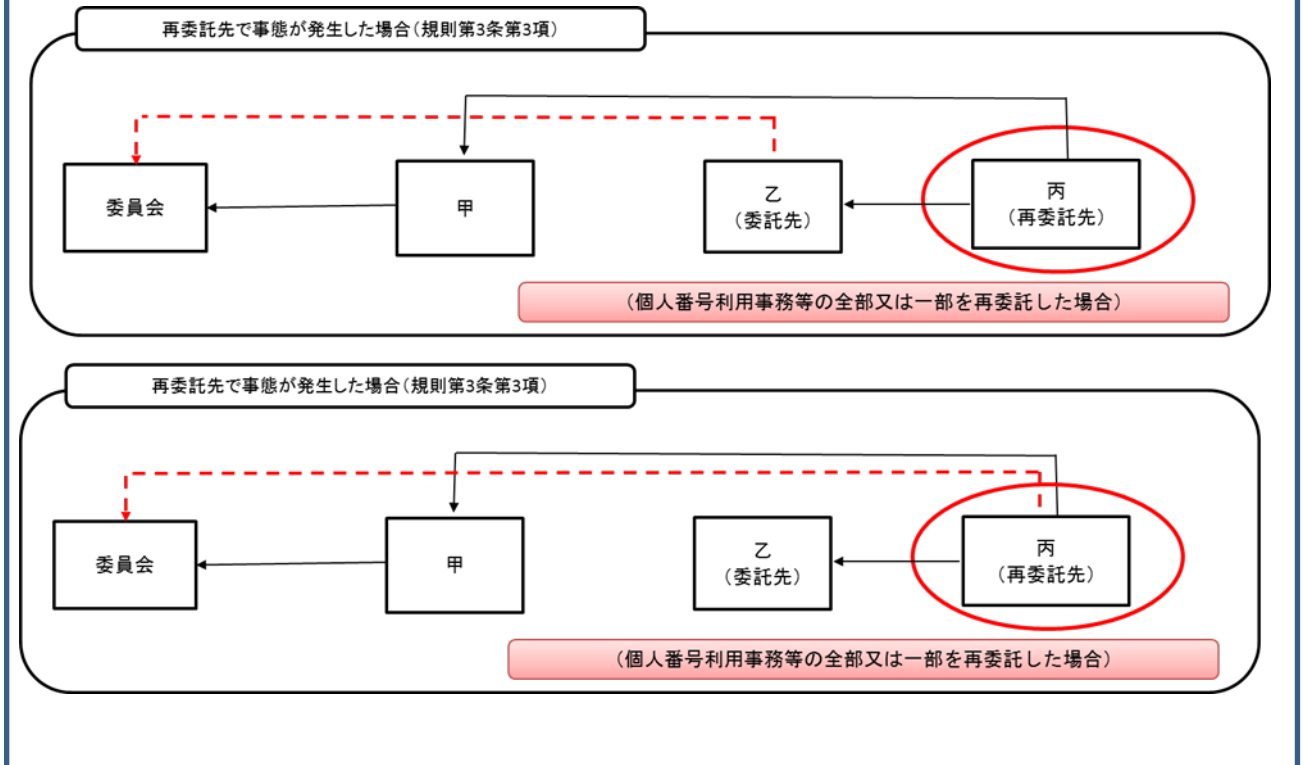 再委託先で事態が発生した場合(規則第3条第3項)
委員会
甲
乙
(委託先)
丙
(再委託先)
(個人番号利用事務等の全部又は一部を再委託した場合)
再委託先で事態が発生した場合(規則第3条第3項)
委員会
甲
乙
(委託先)
丙
(再委託先)
(個人番号利用事務等の全部又は一部を再委託した場合)